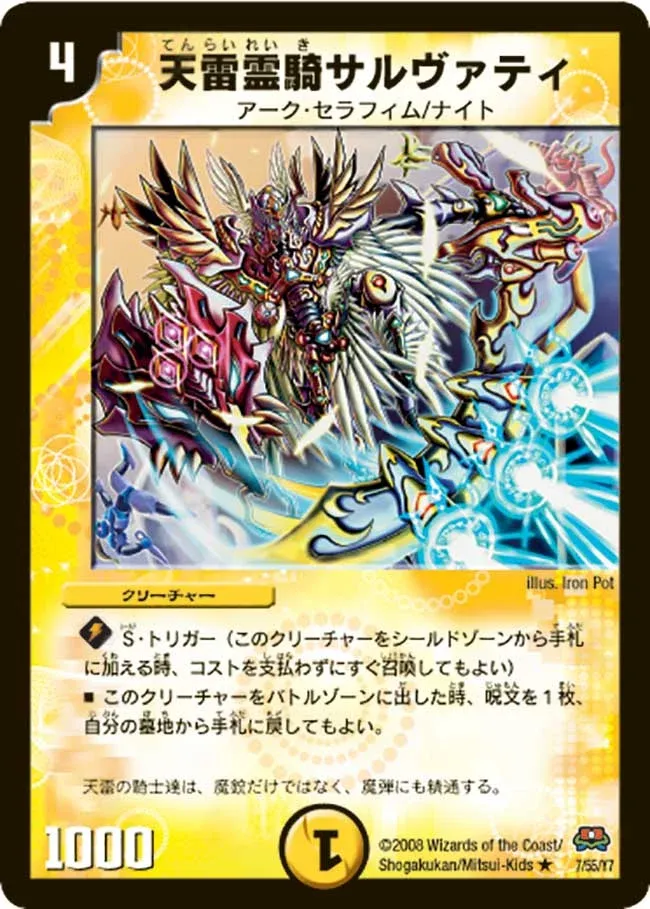 4
てんらいれいき
天雷霊騎サルヴァティ
アーク・セラフィム/ナイト
illus. Iron Pot
クリーチャー
S・トリガー（このクリーチャーをシールドゾーンから手札
に加える時、コストを支払わずにすぐ召喚してもよい）
■ このクリーチャーをバトルゾーンに出した時、呪文を1枚、
自分の墓地から手札に戻してもよい。
天雷の騎士達は、魔銃だけではなく、魔弾にも精通する。
1000
1
©2008 Wizards of the Coast/
Shogakukan/Mitsui-Kids ★ 7/55/Y7